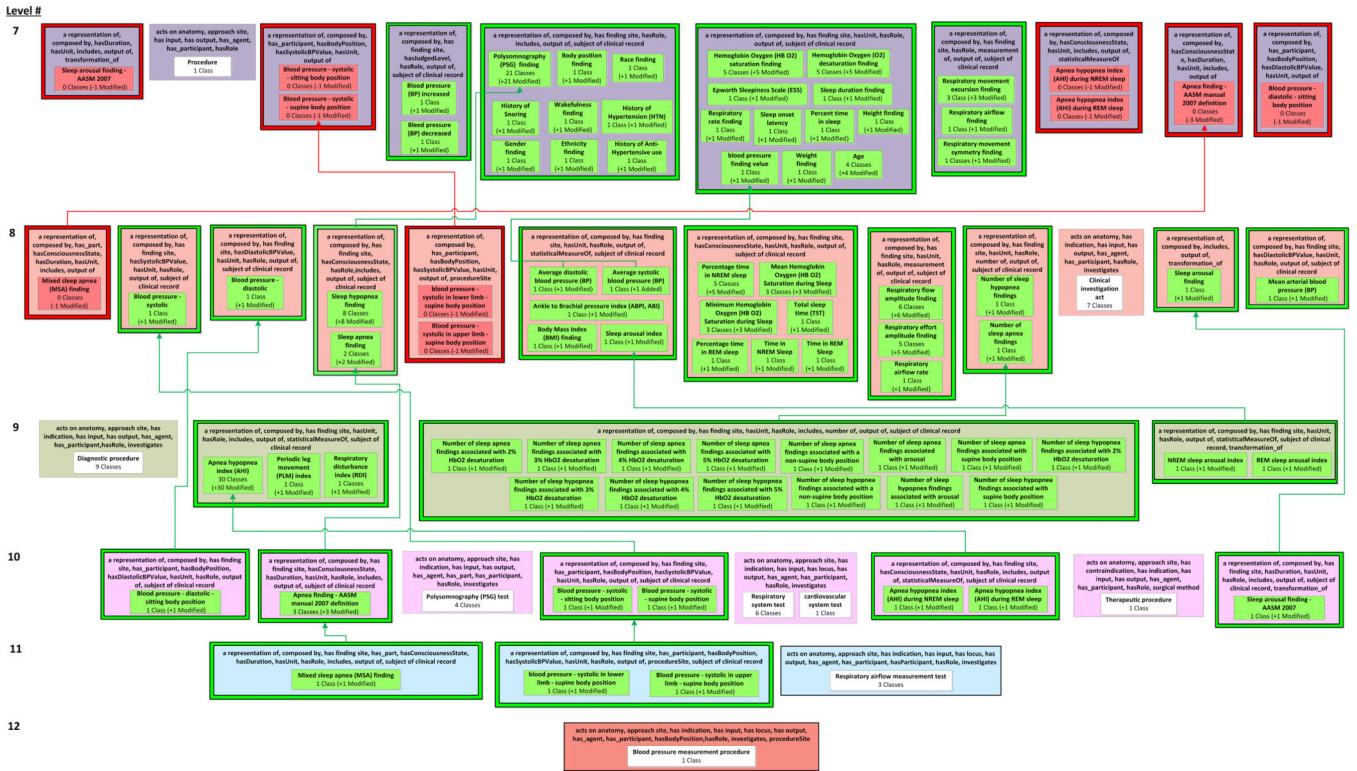 Level #
7
a representation of,
composed by, hasDuration,
hasUnit, includes, output of,
transformation_of
Sleep arousal finding -
AASM 2007
0 Classes (-1 Modified)
acts on anatomy, approach site,
has input, has output, has_agent,
has_participant, hasRole
Procedure
1 Class
a representation of, composed by,
has_participant, hasBodyPosition,
hasSystolicBPValue, hasUnit,
output of
Blood pressure - systolic -
sitting body position
0 Classes (-1 Modified)
Blood pressure - systolic -
supine body position
0 Classes (-1 Modified)
a representation of,
composed by, has
finding site,
hasJudgedLevel,
hasRole, output of,
subject of clinical record
Blood pressure
(BP) increased
1 Class
(+1 Modified)
Bleed pressure
(BP) decreased
1 Class
(+1 Modified)
a representation of, composed by, has finding site, hasRole,
includes, output of, subject of clinical record
Polysomnography
(PSG) finding
21 Classes
(+21 Modified)
Body position
finding
1 Class
(+1 Modified)
Race finding
1 Class
(+1 Modified)
History of
Snoring
1 Class
(+1 Modified)
Wakefulness
finding
1 Class
(+1 Modified)
History of
Hypertension (HTN)
1 Class (+1 Modified)
Gender finding
1 Class
(+1 Modified)
Ethnicity
finding
1 Class
(+1 Modified)
History of Anti-
Hypertensive use
1 Class
(+1 Modified)
a representation of, composed by, has finding site, hasUnit, hasRole,
output of, subject of clinical record
Hemoglobin Oxygen (HB O2)
saturation finding
5 Classes (+5 Modified)
Hemoglobin Oxygen (IO2)
desaturation finding
5 Classes (+5 Modified)
Epworth Sleepiness Scale (ESS)
1 Class (+1 Modified)
Sleep duration finding
1 Class (+1 Modified)
Respiratory
rate finding
1 Class
(+1 Modified)
Sleep onset
latency
1 Class
(+1 Modified)
Percent time
in sleep
1 Class
(+1 Modified)
Height finding
1 Class
(+1 Modified)
blood pressure
finding value
1 Class
(+1 Modified)
Weight
finding
1 Class
(+1 Modified)
Age
4 Classes
(+4 Modified)
a representation of,
composed by, has finding
site, hasRole, measurement
of, output of, subject of
clinical record
Respiratory movement
excursion finding
3 Class (+3 Modified)
Respiratory airflow
finding
1 Class (+1 Modified)
Respiratory movement
symmetry finding
1 Classes (+1 Modified)
a representation of, composed
by, hasConsciousnessState,
hasUnit, includes, output of,
statisticalMeasureOf
Apnea hypopnea index
(AHI) during NREM sleep
0 Classes (-1 Modified)
Apnea hypopnea index
(AHI) during REM sleep
0 Classes (-1 Modified)
a representation of,
composed by,
hasConsciousnessStat
e, hasDuration,
hasUnit, includes,
output of
Apnea finding -
AASM manual
2007 definition
0 Classes
(-3 Modified)
a representation of,
composed by,
has_participant,
hasBodyPosition,
hasDiastolicBPValue,
hasUnit, output of
Blood pressure -
diastolic - sitting
body position
0 Classes
(-1 Modified)
8
a representation of,
composed by, has_part,
hasConsciousnessState,
hasDuration, hasUnit,
includes, output of
Mixed sleep apnea
(MSA) finding
0 Classes
(-1 Modified)
a representation of,
composed by, has
finding site,
hasSystolicBPValue,
hasUnit, hasRole,
output of, subject of
clinical record
Blood pressure -
systolic
1 Class
(+1 Modified)
a representation of,
composed by, has finding
site, hasDiastolicBPValue,
hasUnit, hasRole, output of,
subject of clinical record
Blood pressure -
diastolic
1 Class
(+1 Modified)
a representation of,
composed by, has
finding site,
hasConsciousnessState,
hasRole,includes,
output of, subject of
clinical record
Sleep hypopnea
finding
8 Classes
(+8 Modified)
Sleep apnea
finding
2 Classes
(+2 Modified)
a representation of,
composed by,
has_participant,
hasBodyPosition,
hasSystolicBPValue, hasUnit,
output of, procedureSite
blood pressure -
systolic in lower limb -
supine body position
0 Classes (-1 Modified)
Blood pressure -
systolic in upper limb -
supine body position
0 Classes (-1 Modified)
a representation of, composed by, has finding
site, hasUnit, hasRole, output of,
statisticalMeasureOf, subject of clinical record
Average diastolic
blood pressure (BP)
1 Class (+1 Modified)
Average systolic
blood pressure (BP)
1 Class (+1 Added)
Ankle to Brachial pressure index (ABPI, ABI)
1 Class (+1 Modified)
Body Mass Index
(BMI) finding
1 Class (+1 Modified)
Sleep arousal index
1 Class (+1 Modified)
a representation of, composed by, has finding site,
hasConsciousnessState, hasUnit, hasRole, output of,
subject of clinical record
Percentage time
in NREM sleep
5 Classes
(+5 Modified)
Mean Hemoglobin
Oxygen (HB O2)
Saturation during Sleep
3 Classes (+3 Modified)
Minimum Hemoglobin
Oxygen (HB O2)
Saturation during Sleep
3 Classes (+3 Modified)
Total sleep
time (TST)
1 Class
(+1 Modified)
Percentage time
in REM sleep
1 Class
(+1 Modified)
Time in
NREM Sleep
1 Class
(+1 Modified)
Time in REM
Sleep
1 Class
(+1 Modified)
a representation of,
composed by, has
finding site, hasUnit,
hasRole, measurement
of, output of, subject of
clinical record
Respiratory flow
amplitude finding
6 Classes
(+6 Modified)
Respiratory effort
amplitude finding
5 Classes
(+5 Modified)
Respiratory
airflow rate
1 Class
(+1 Modified)
a representation of,
composed by, has
finding site, hasUnit,
hasRole, includes,
number of, output of,
subject of clinical record
Number of sleep
hypopnea
findings
1 Class
(+1 Modified)
Number of
sleep apnea
findings
1 Class
(+1 Modified)
acts on anatomy, has
indication, has input, has
output, has_agent,
has_participant, hasRole,
investigates
Clinical
investigation
act
7 Classes
a representation of,
composed by, includes,
output of,
transformation_of
Sleep arousal
finding
1 Class
(+1 Modified)
a representation of,
composed by, has finding site,
hasDiastolicBPValue, hasUnit,
hasRole, output of, subject of
clinical record
Mean arterial blood
pressure (BP)
1 Class (+1 Modified)
9
acts on anatomy, approach site, has
indication, has input, has output, has_agent,
has_participant,hasRole, investigates
Diagnostic procedure
9 Classes
a representation of, composed by, has finding site, hasUnit,
hasRole, includes, output of, statisticalMeasureOf, subject of
clinical record
Apnea hypopnea
index (AHI)
30 Classes
(+30 Modified)
Periodic leg
movement
(PLM) index
1 Class
(+1 Modified)
Respiratory
disturbance
index (RDI)
1 Classes
(+1 Modified)
a representation of, composed by, has finding site, hasUnit, hasRole, includes, number of, output of, subject of clinical record
Number of sleep apnea
findings associated with 2%
HbO2 desaturation
1 Class (+1 Modified)
Number of sleep apnea
findings associated with
3% HbO2 desaturation
1 Class (+1 Modified)
Number of sleep apnea
findings associated with
4% HbO2 desaturation
1 Class (+1 Modified)
Number of sleep apnea
findings associated with
5% HbO2 desaturation
1 Class (+1 Modified)
Number of sleep apnea
findings associated with a
non-supine body position
1 Class (+1 Modified)
Number of sleep apnea
findings associated
with arousal
1 Class (+1 Modified)
Number of sleep apnea
findings associated with
supine body position
1 Class (+1 Modified)
Number of sleep hypopnea
findings associated with 2%
HbO2 desaturation
1 Class (+1 Modified)
Number of sleep hypopnea
findings associated with 3%
HbO2 desaturation
1 Class (+1 Modified)
Number of sleep hypopnea
findings associated with 4%
HbO2 desaturation
1 Class (+1 Modified)
Number of sleep hypopnea
findings associated with 5%
HbO2 desaturation
1 Class (+1 Modified)
Number of sleep hypopnea
findings associated with a
non-supine body position
1 Class (+1 Modified)
Number of sleep
hypopnea findings
associated with arousal
1 Class (+1 Modified)
Number of sleep hypopnea
findings associated with
supine body position
1 Class (+1 Modified)
a representation of, composed by, has finding site, hasUnit,
hasRole, output of, statisticalMeasureOf, subject of clinical
record, transformation_of
NREM sleep arousal index
1 Class (+1 Modified)
REM sleep arousal index
1 Class (+1 Modified)
10
a representation of, composed by, has finding
site, has_participant, hasBodyPosition,
hasDiastolicBPValue, hasUnit, hasRole, output
of, subject of clinical record
Blood pressure - diastolic -
sitting body position
1 Class (+1 Modified)
a representation of, composed by, has
finding site, hasConsciousnessState,
hasDuration, hasUnit, hasRole, includes,
output of, subject of clinical record
Apnea finding - AASM
manual 2007 definition
3 Classes (+3 Modified)
acts on anatomy, approach site, has
indication, has input, has output,
has_agent, has_part, has_participant,
hasRole, investigates
Polysomnography (PSG) test
4 Classes
a representation of, composed by, has finding site,
has_participant, hasBodyPosition, hasSystolicBPValue,
hasUnit, hasRole, output of, subject of clinical record
Blood pressure - systolic
- sitting body position
1 Class (+1 Modified)
Blood pressure - systolic
- supine body position
1 Class (+1 Modified)
acts on anatomy, approach site,
has indication, has input, has
locus, has output,
has_agent, has_participant,
hasRole, investigates
Respiratory
system test
6 Classes
cardiovascular
system test
1 Class
a representation of, composed by, has finding site,
hasConsciousnessState, hasUnit, hasRole, includes, output
of, statisticalMeasureOf, subject of clinical record
Apnea hypopnea index
(AHI) during NREM sleep
1 Class (+1 Modified)
Apnea hypopnea index
(AHI) during REM sleep
1 Class (+1 Modified)
acts on anatomy, approach site, has
contraindication, has indication, has
input, has output, has_agent,
has_participant, hasRole, surgical method
Therapeutic procedure
1 Class
a representation of, composed by, has
finding site, hasDuration, hasUnit,
hasRole, includes, output of, subject of
clinical record, transformation_of
Sleep arousal finding -
AASM 2007
1 Class (+1 Modified)
11
a representation of, composed by, has finding site, has_part, hasConsciousnessState,
hasDuration, hasUnit, hasRole, includes, output of, subject of clinical record
Mixed sleep apnea (MSA) finding
1 Class (+1 Modified)
a representation of, composed by, has finding site, has_participant, hasBodyPosition,
hasSystolicBPValue, hasUnit, hasRole, output of, procedureSite, subject of clinical record
blood pressure - systolic in lower
limb - supine body position
1 Class (+1 Modified)
Blood pressure - systolic in upper
limb - supine body position
1 Class (+1 Modified)
acts on anatomy, approach site, has indication, has input, has locus, has
output, has_agent, has_participant, hasParticipant, hasRole, investigates
Respiratory airflow measurement test
3 Classes
12
acts on anatomy, approach site, has indication, has input, has locus, has output,
has_agent, has_participant, hasBodyPosition,hasRole, investigates, procedureSite
Blood pressure measurement procedure
1 Class